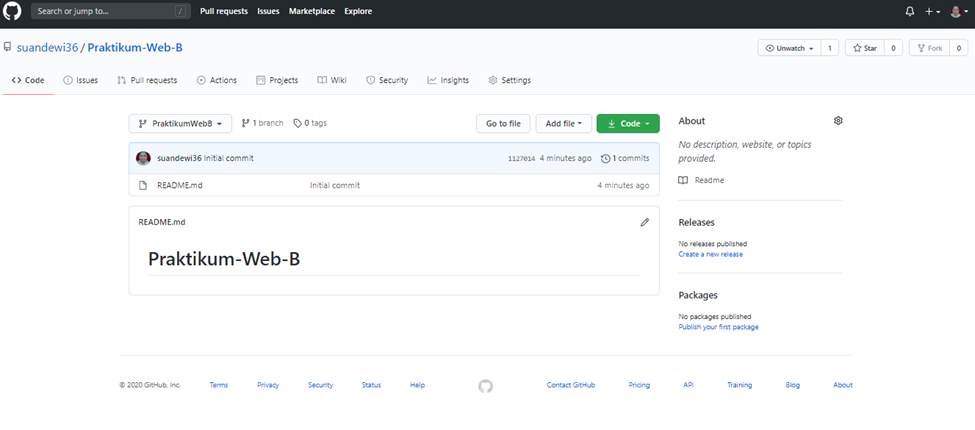 Search or jump to... /
Pull requests Issues Marketplace Explore
suandewi36 / Praktikum-Web-B
Unwatch 1 Star 0 Fork 0
Code Issues Pull requests Actions Projects Wiki Security Insights Settings
PraktikumWebB 1 branch 0 tags Go to file Add file Code
suandewi36 Initial commit 1127014 4 minutes ago 1 commits
README.md Initial commit 4 minutes ago
README.md
Praktikum-Web-B
About
No description, website, or topics
provided.
Readme
Releases
No releases published
Create a new release
Packages
No packages published
Publish your first package
© 2020 GitHub, Inc. Terms Privacy Security Status Help Contact GitHub Pricing API Training Blog About